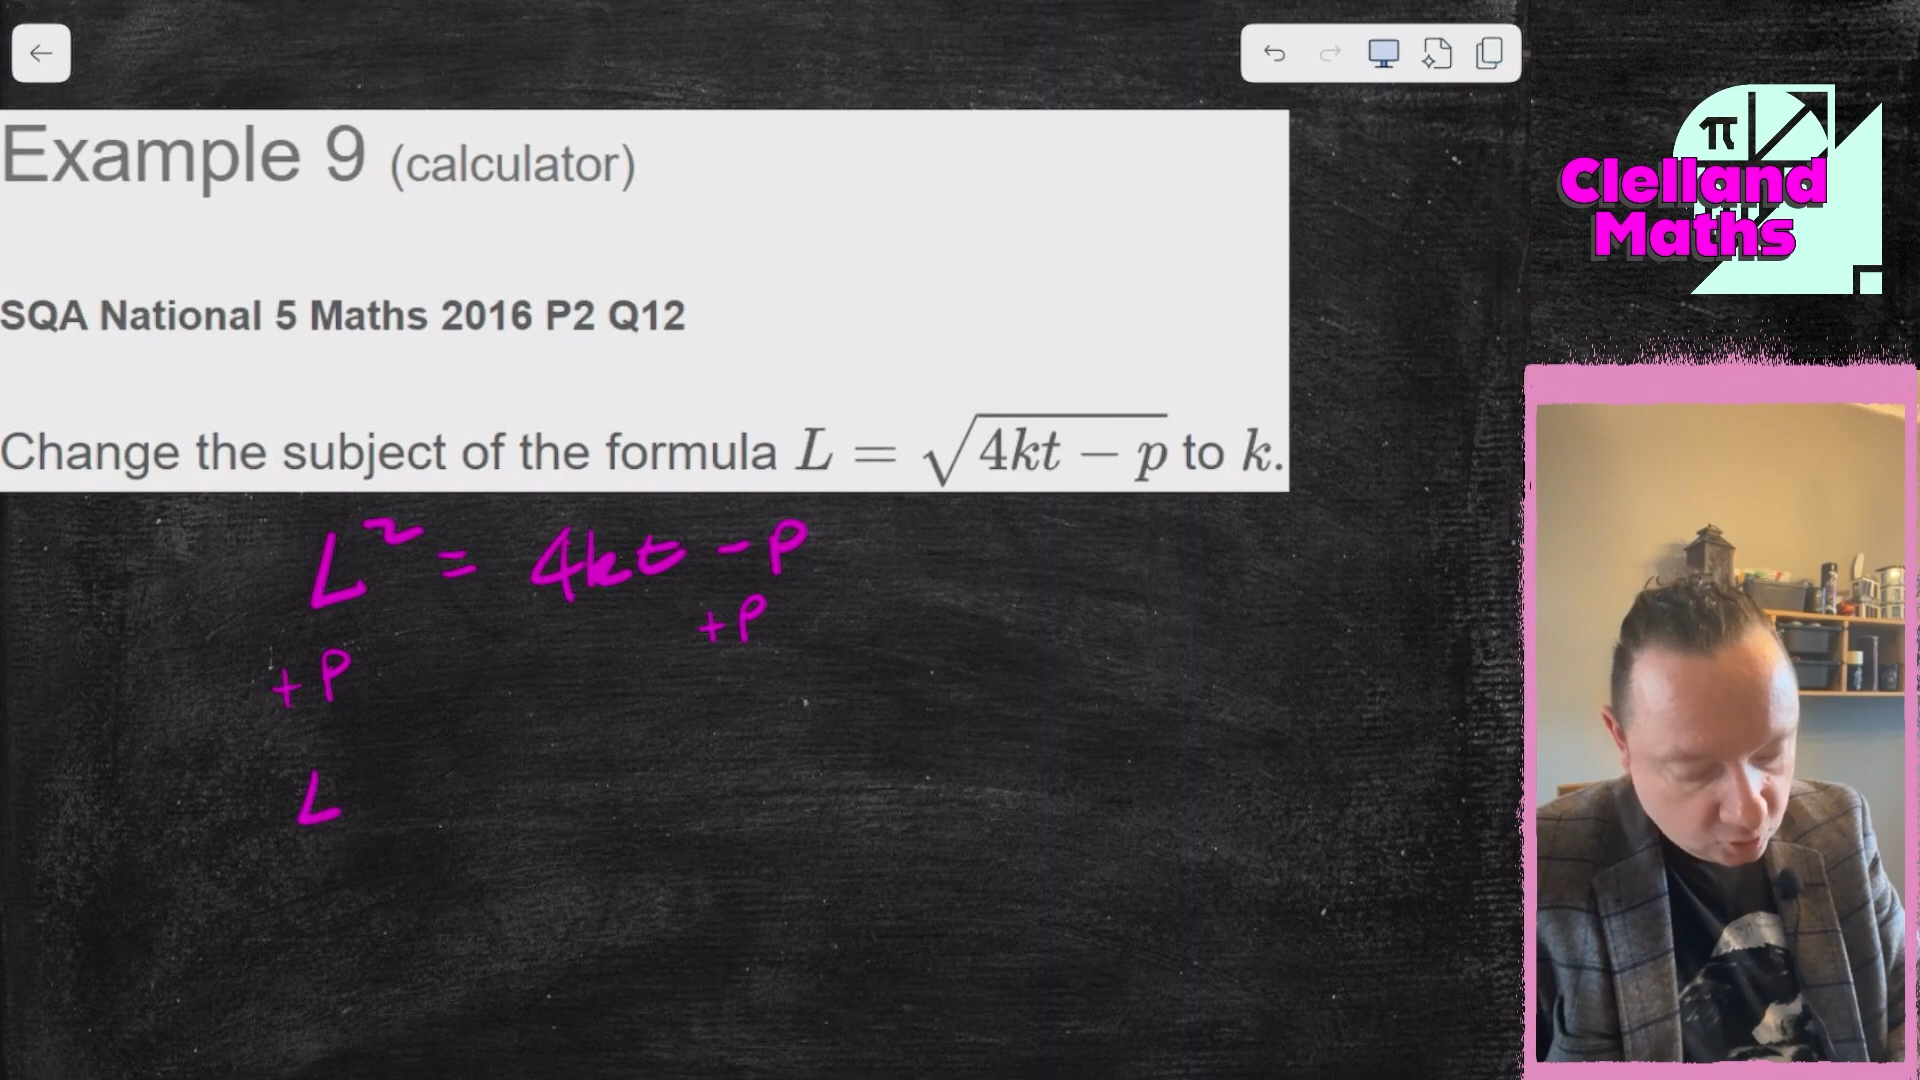 Example 9 (calculator)
SQA National 5 Maths 2016 P2 Q12
Change the subject of the formula L = √(4kt − p) to k.
L² = 4kt - P
+ P
+ P
L
π
Clelland
Maths